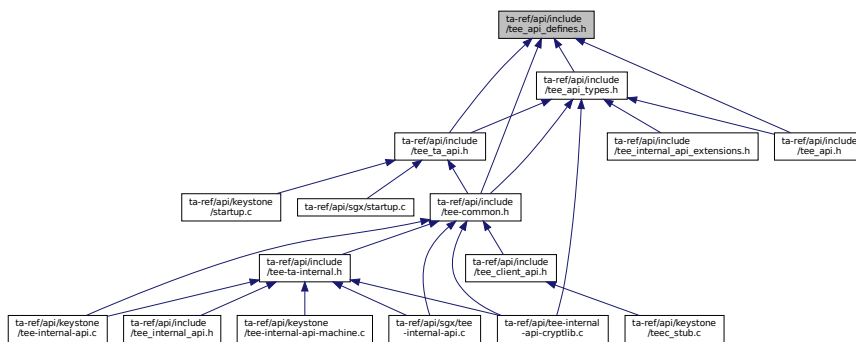 ta-ref/api/include
/tee_api_defines.h
ta-ref/api/include
/tee_api_types.h
ta-ref/api/include
/tee_ta_api.h
ta-ref/api/include
/tee_internal_api_extensions.h
ta-ref/api/include
/tee_api.h
ta-ref/api/keystone
/startup.c
ta-ref/api/sgx/startup.c
ta-ref/api/include
/tee-common.h
ta-ref/api/include
/tee-ta-internal.h
ta-ref/api/include
/tee_client_api.h
ta-ref/api/keystone
/tee-internal-api.c
ta-ref/api/include
/tee_internal_api.h
ta-ref/api/keystone
/tee-internal-api-machine.c
ta-ref/api/sgx/tee
-internal-api.c
ta-ref/api/tee-internal
-api-cryptlib.c
ta-ref/api/keystone
/teec_stub.c